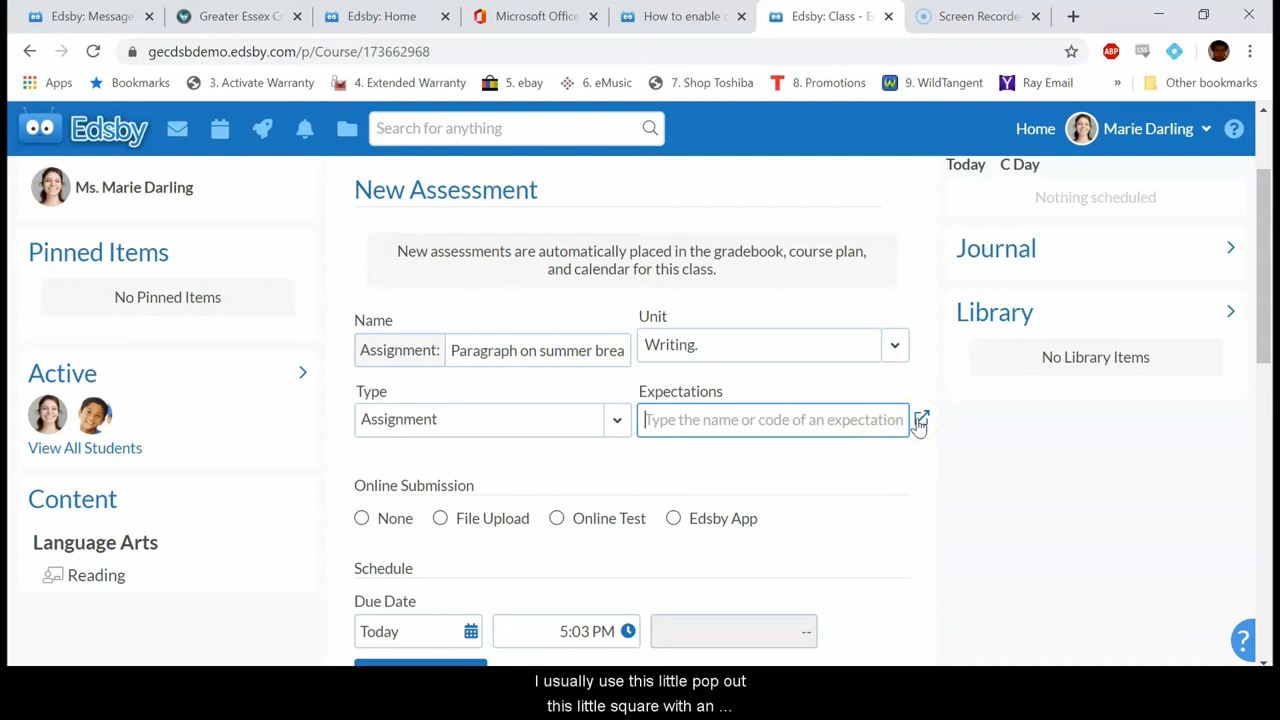 Edsby: Message
Greater Essex Co
Edsby: Home
Microsoft Office
How to enable
Edsby: Class - E
Screen Recorde
gecdsbdemo.edsby.com/p/Course/173662968
ABP
CSS
Apps
Bookmarks
3. Activate Warranty
4. Extended Warranty
5. ebay
6. eMusic
7. Shop Toshiba
8. Promotions
9. WildTangent
Ray Email
»
Other bookmarks
Edsby
Search for anything
Home
Marie Darling
?
Ms. Marie Darling
Pinned Items
No Pinned Items
Active
View All Students
Content
Language Arts
Reading
New Assessment
New assessments are automatically placed in the gradebook, course plan,
and calendar for this class.
Name
Assignment: Paragraph on summer brea
Unit
Writing.
Type
Assignment
Expectations
Type the name or code of an expectation
Online Submission
None File Upload Online Test Edsby App
Schedule
Due Date
Today 5:03 PM --
Today C Day
Nothing scheduled
Journal
Library
No Library Items
?
I usually use this little pop out
this little square with an ...